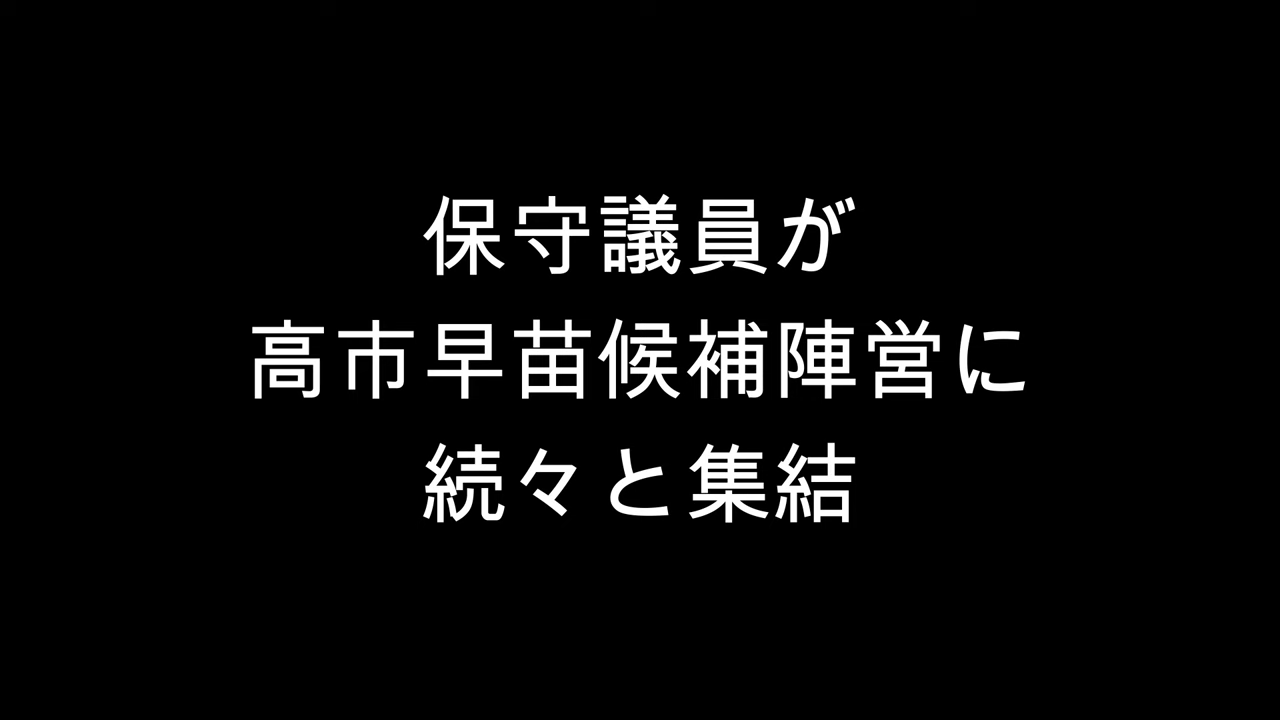 保守議員が
高市早苗候補陣営に
続々と集結